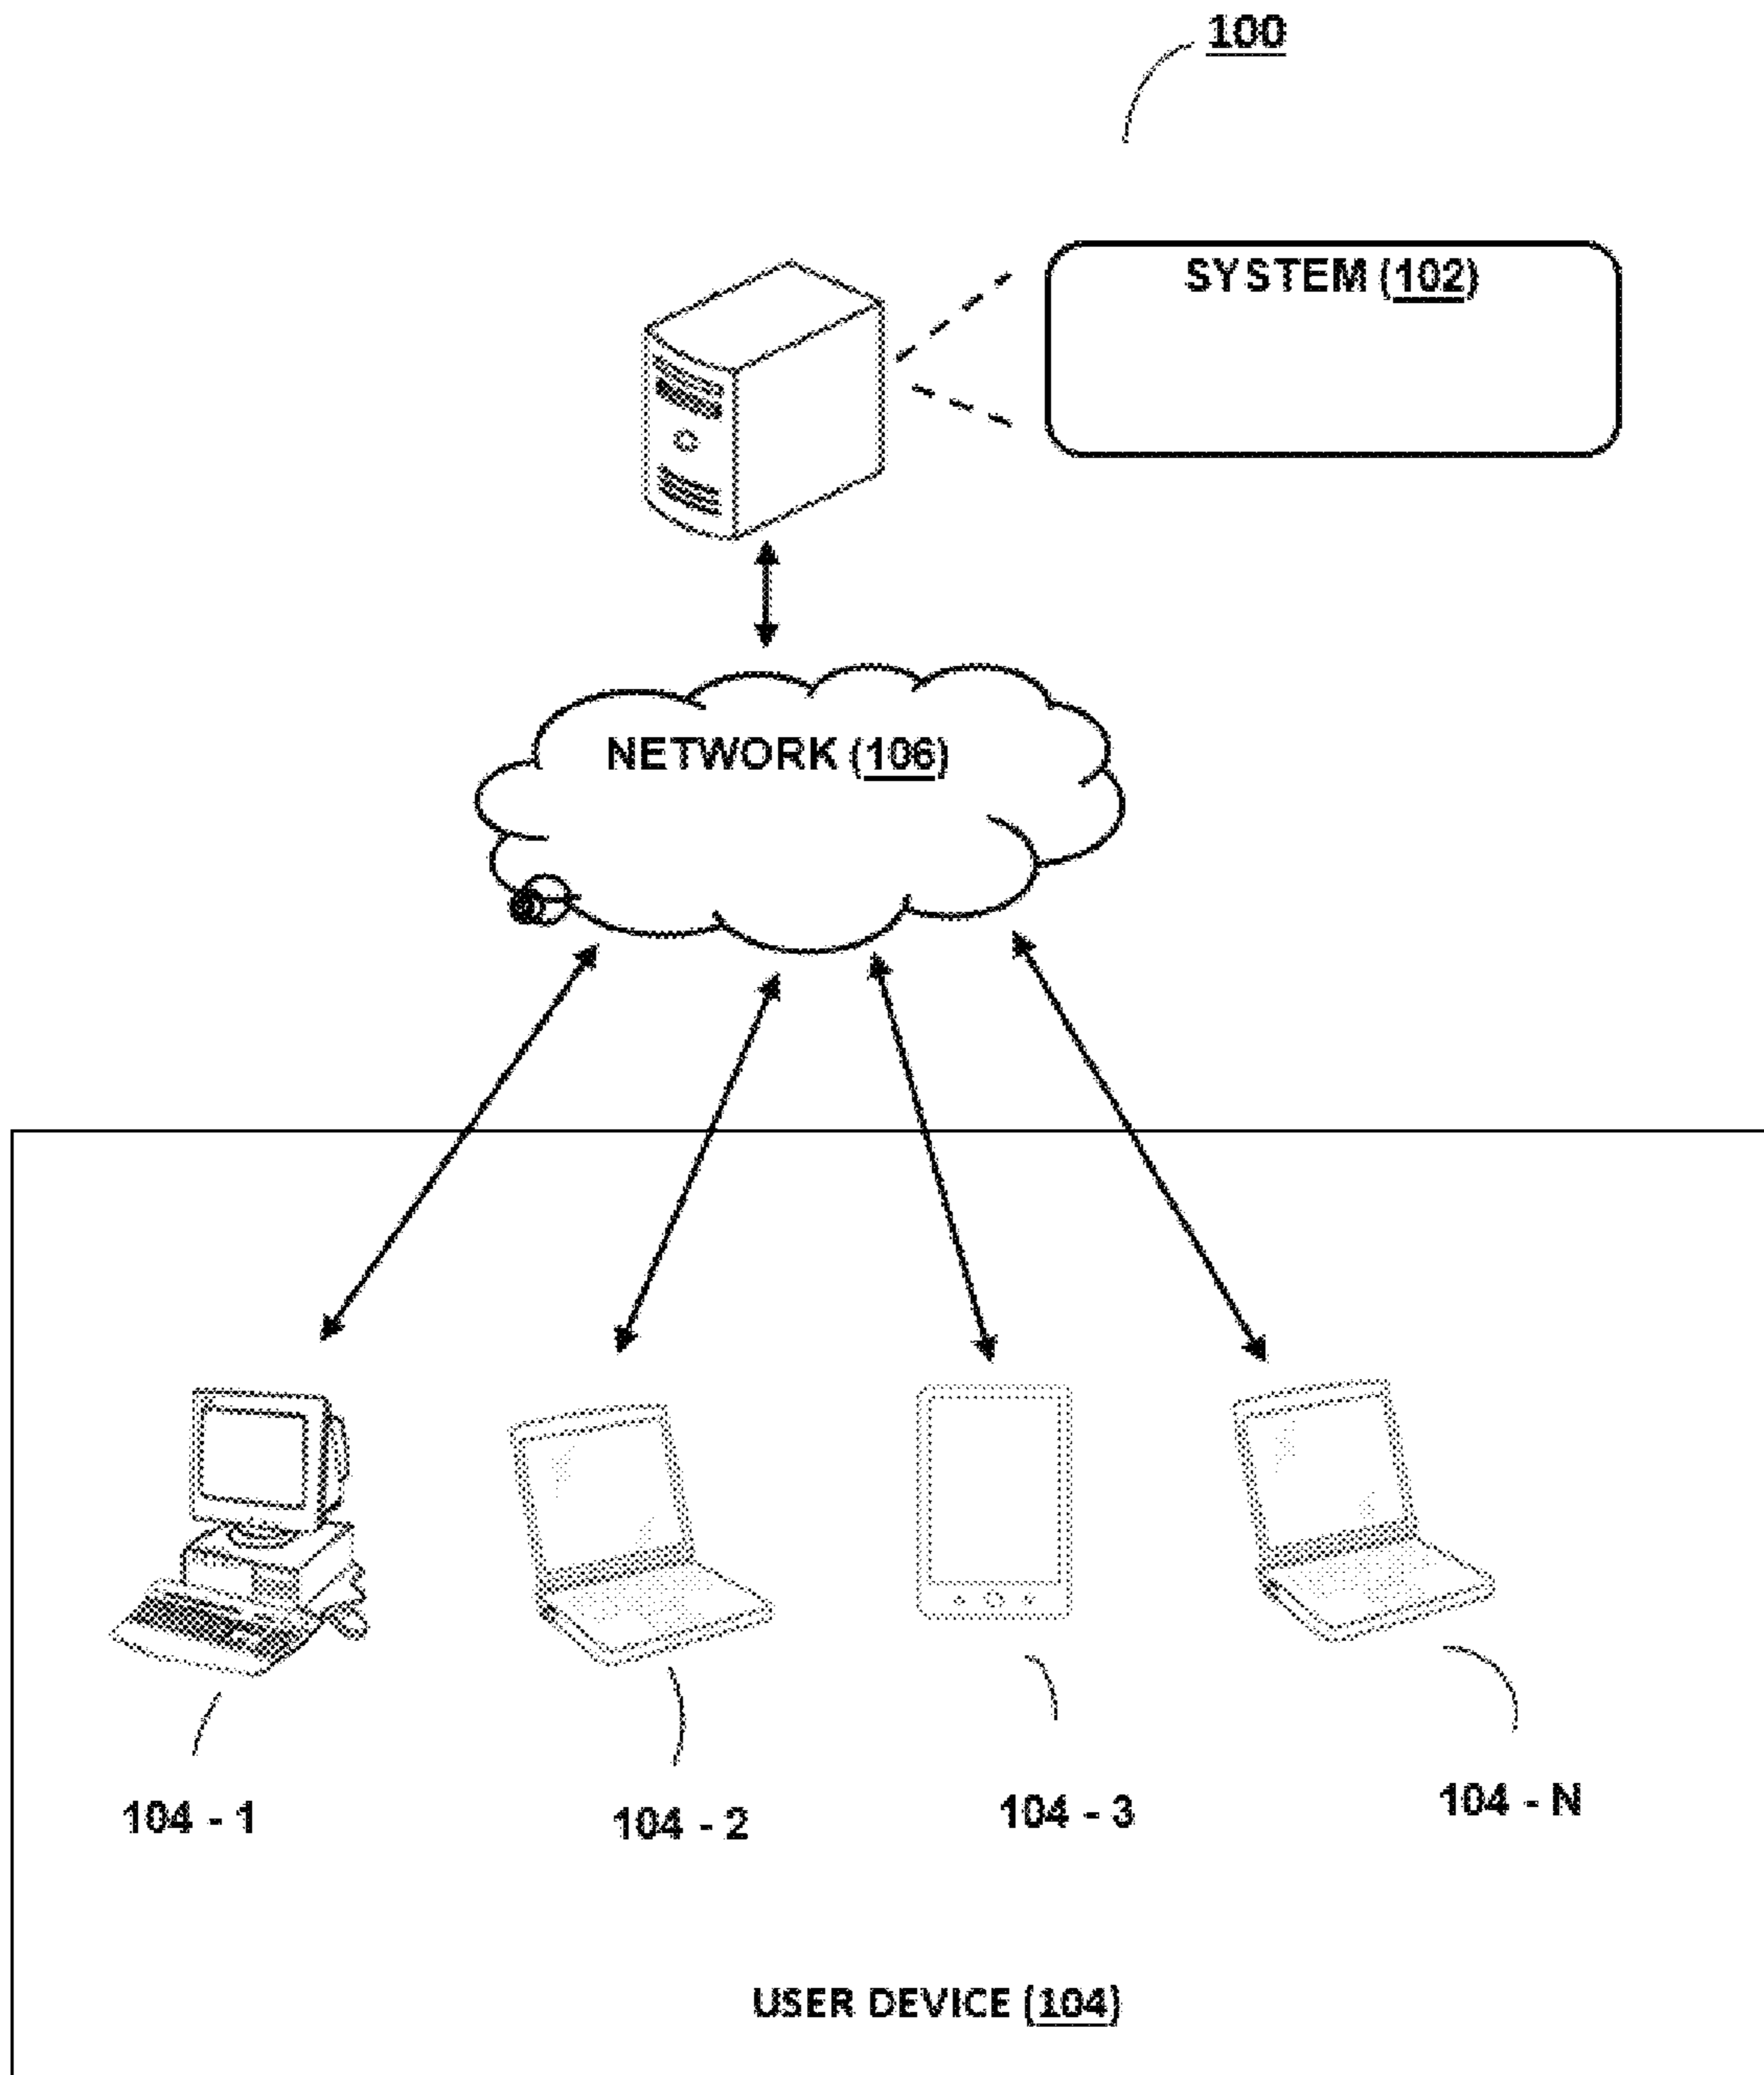 100
SYSTEM (102)
NETWORK (106)
104 - 1
104 - 2
104 - 3
104 - N
USER DEVICE (104)